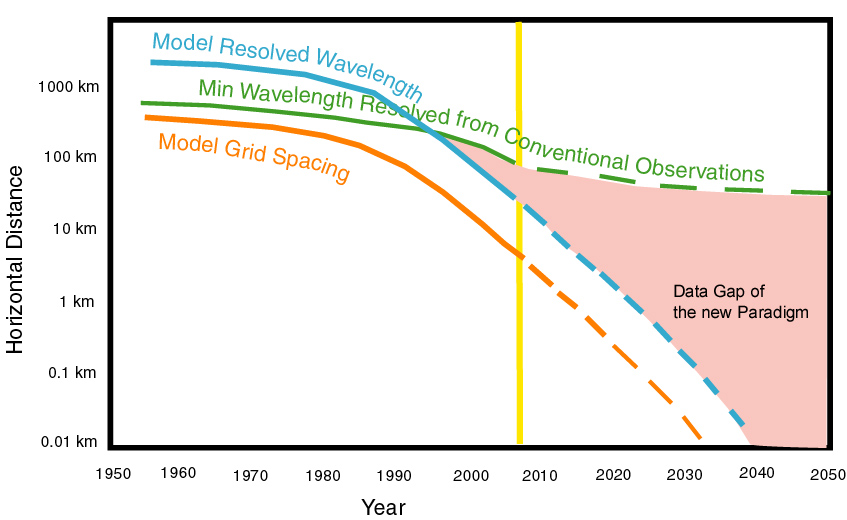 Model Resolved Wavelength
Min Wavelength Resolved from Conventional Observations
Model Grid Spacing
1000 km
100 km
10 km
1 km
0.1 km
0.01 km
Horizontal Distance
Data Gap of
the new Paradigm
1950 1960 1970 1980 1990 2000 2010 2020 2030 2040 2050
Year